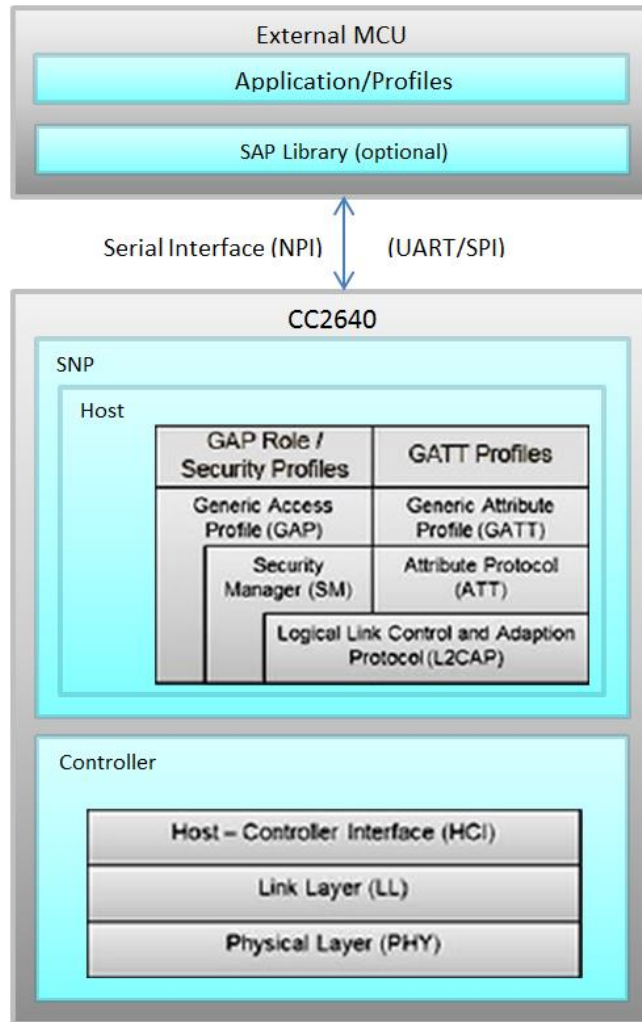 External MCU
Application/Profiles
SAP Library (optional)
Serial Interface (NPI) (UART/SPI)
CC2640
SNP
Host
GAP Role /
Security Profiles
GATT Profiles
Generic Access
Profile (GAP)
Generic Attribute
Profile (GATT)
Security
Manager (SM)
Attribute Protocol
(ATT)
Logical Link Control and Adaption
Protocol (L2CAP)
Controller
Host – Controller Interface (HCI)
Link Layer (LL)
Physical Layer (PHY)